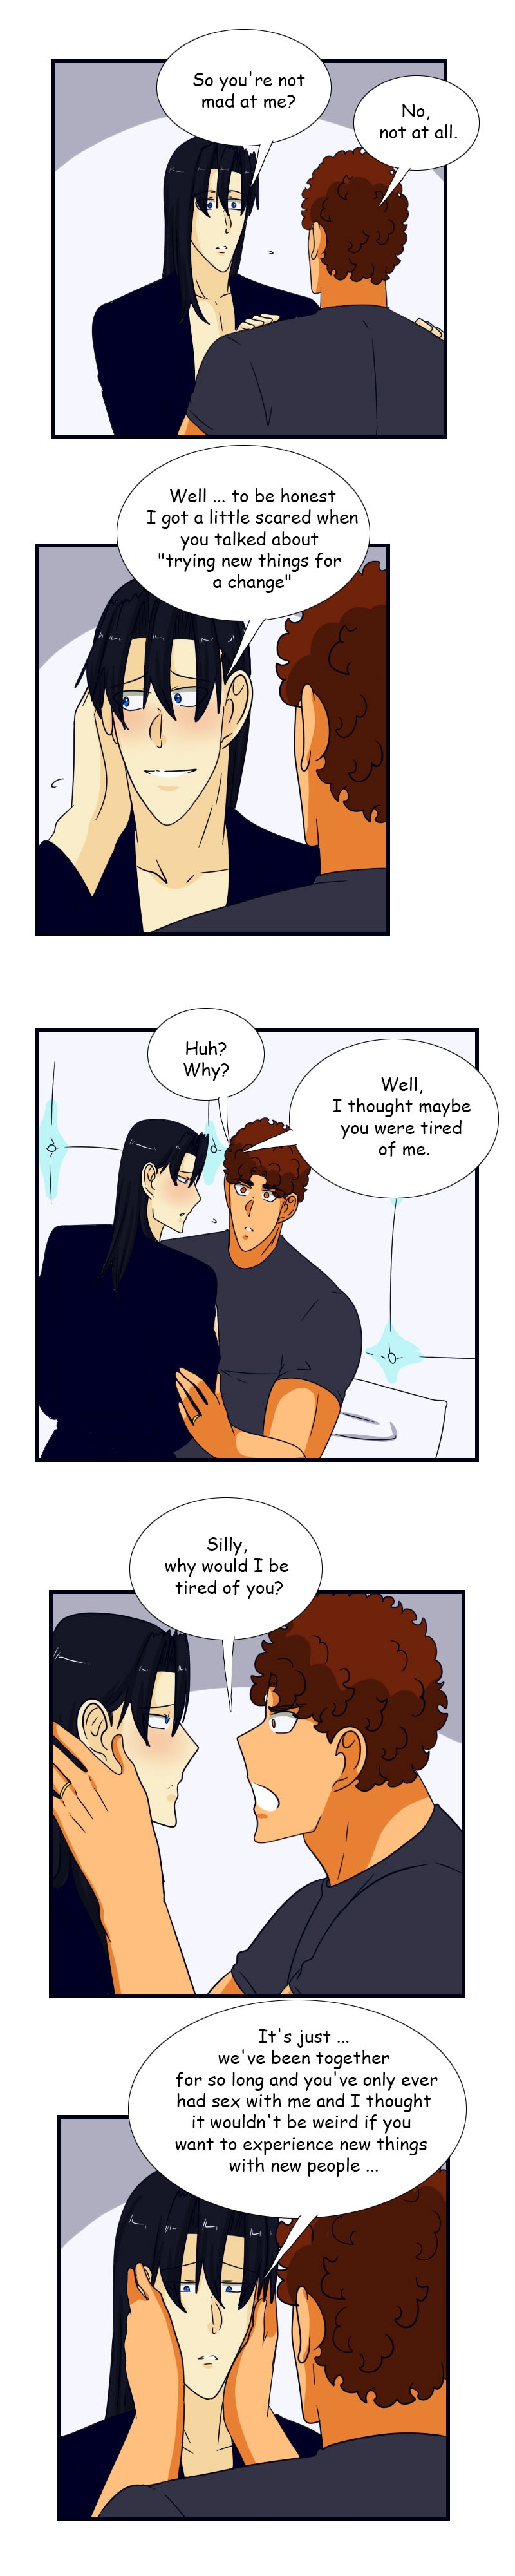 So you're not
mad at me?
No,
not at all.
Well ... to be honest
I got a little scared when
you talked about
"trying new things for
a change"
Huh?
Why?
Well,
I thought maybe
you were tired
of me.
Silly,
why would I be
tired of you?
It's just ...
we've been together
for so long and you've only ever
had sex with me and I thought
it wouldn't be weird if you
want to experience new things
with new people ...